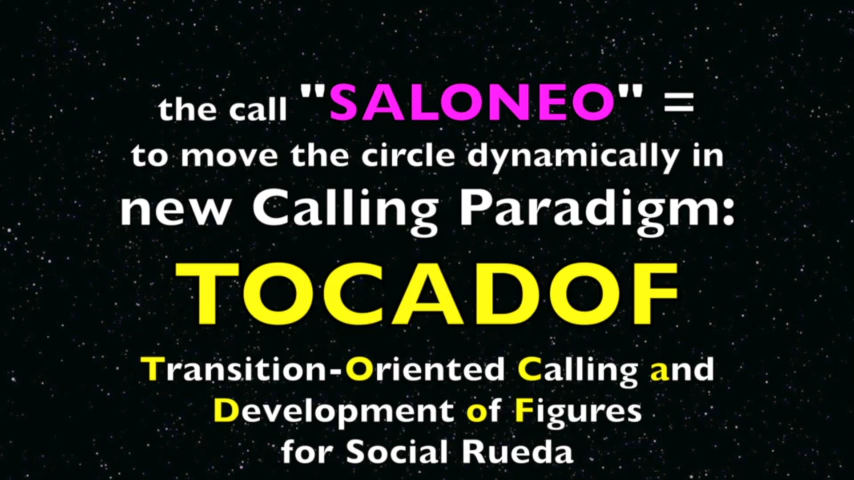 the call "SALONEO" =
to move the circle dynamically in
new Calling Paradigm:
TOCADOF
Transition-Oriented Calling and
Development of Figures
for Social Rueda